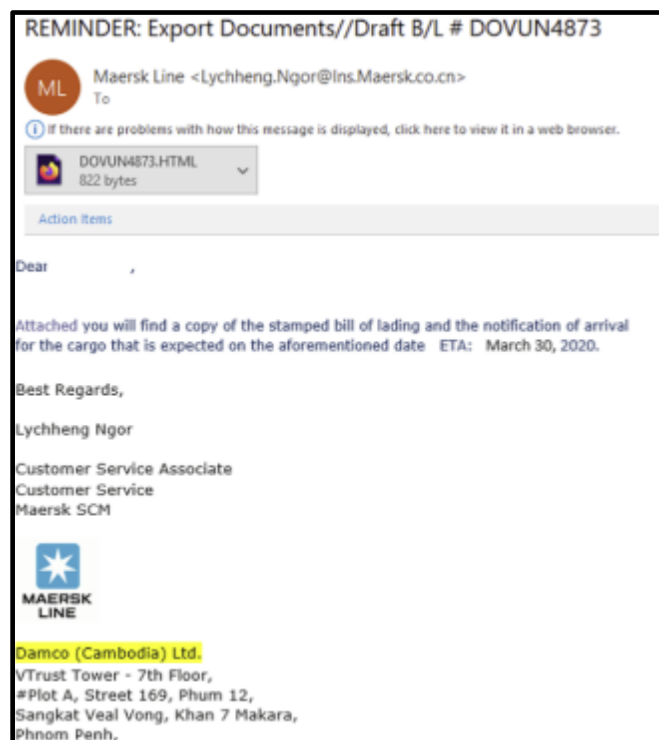 REMINDER: Export Documents//Draft B/L # DOVUN4873
ML
Maersk Line <Lychheng.Ngor@lns.Maersk.co.cn>
To
If there are problems with how this message is displayed, click here to view it in a web browser.
DOVUN4873.HTML
822 bytes
Action Items
Dear ,
Attached you will find a copy of the stamped bill of lading and the notification of arrival
for the cargo that is expected on the aforementioned date ETA: March 30, 2020.
Best Regards,
Lychheng Ngor
Customer Service Associate
Customer Service
Maersk SCM
MAERSK
LINE
Damco (Cambodia) Ltd.
VTrust Tower - 7th Floor,
#Plot A, Street 169, Phum 12,
Sangkat Veal Vong, Khan 7 Makara,
Phnom Penh,